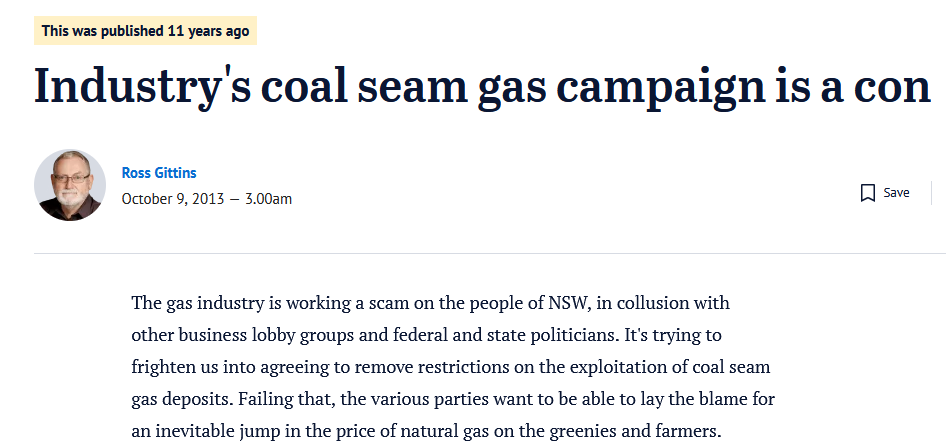 This was published 11 years ago
Industry's coal seam gas campaign is a con
Ross Gittins
October 9, 2013 — 3.00am
Save
The gas industry is working a scam on the people of NSW, in collusion with
other business lobby groups and federal and state politicians. It's trying to
frighten us into agreeing to remove restrictions on the exploitation of coal seam
gas deposits. Failing that, the various parties want to be able to lay the blame for
an inevitable jump in the price of natural gas on the greenies and farmers.